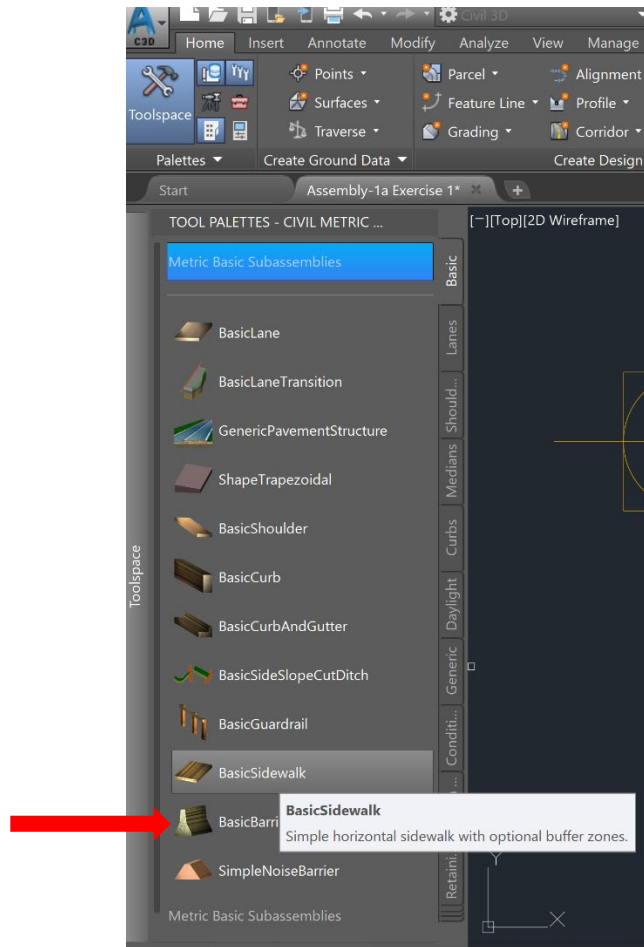 C3D
Civil 3D
Home Insert Annotate Modify Analyze View Manage
Toolspace
Points
Surfaces
Traverse
Parcel
Feature Line
Grading
Alignment
Profile
Corridor
Palettes Create Ground Data Create Design
Start Assembly-1a Exercise 1*
TOOL PALETTES - CIVIL METRIC ...
[−][Top][2D Wireframe]
Metric Basic Subassemblies
BasicLane
BasicLaneTransition
GenericPavementStructure
ShapeTrapezoidal
BasicShoulder
BasicCurb
BasicCurbAndGutter
BasicSideSlopeCutDitch
BasicGuardrail
BasicSidewalk
BasicBarri
SimpleNoiseBarrier
Metric Basic Subassemblies
BasicSidewalk
Simple horizontal sidewalk with optional buffer zones.
Basic
Lanes
Should...
Medians
Curbs
Daylight
Generic
Conditi...
Retaini...
Toolspace
Y
X